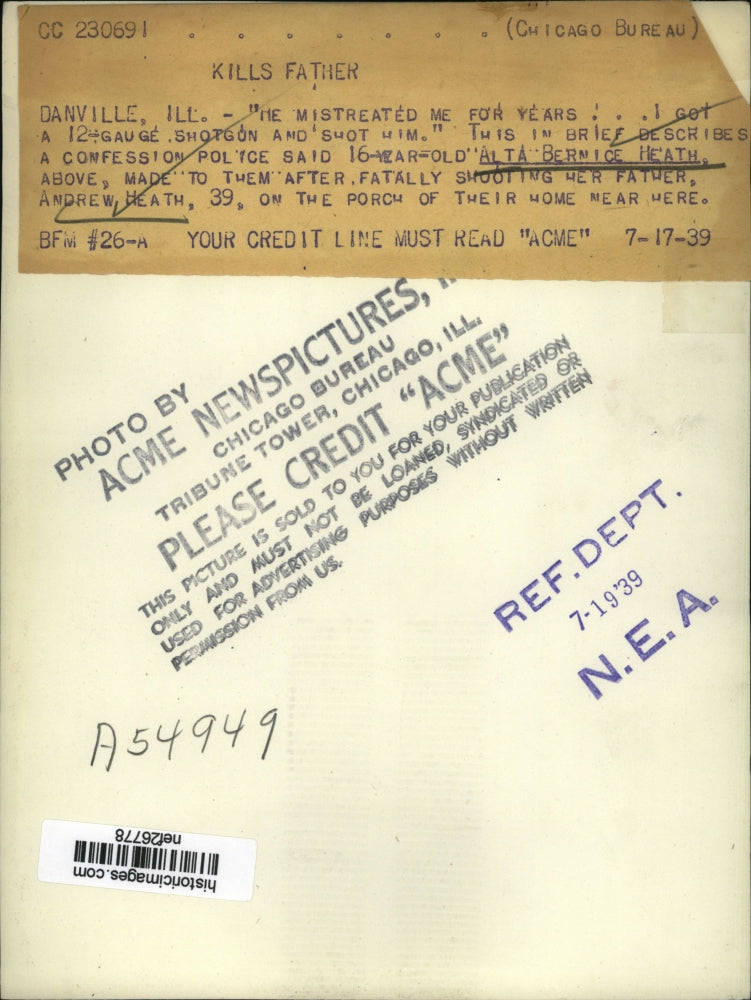 CC 230691 . . . . . . . (CHICAGO BUREAU)
KILLS FATHER
DANVILLE, ILL. - "HE MISTREATED ME FOR YEARS . . . I GOT
A 12-GAUGE SHOTGUN AND SHOT HIM." THIS IN BRIEF DESCRIBES
A CONFESSION POLICE SAID 16-YEAR-OLD ALTA BERNICE HEATH,
ABOVE, MADE TO THEM AFTER FATALLY SHOOTING HER FATHER,
ANDREW HEATH, 39, ON THE PORCH OF THEIR HOME NEAR HERE.
BFM #26-A YOUR CREDIT LINE MUST READ "ACME" 7-17-39
PHOTO BY
ACME NEWSPICTURES,
CHICAGO BUREAU
TRIBUNE TOWER, CHICAGO, ILL.
PLEASE CREDIT "ACME"
THIS PICTURE IS SOLD TO YOU FOR YOUR PUBLICATION
ONLY AND MUST NOT BE LOANED, SYNDICATED OR
USED FOR ADVERTISING PURPOSES WITHOUT WRITTEN
PERMISSION FROM US.
REF. DEPT.
7-19'39
N.E.A.
A54949
historicimages.com
nef26778